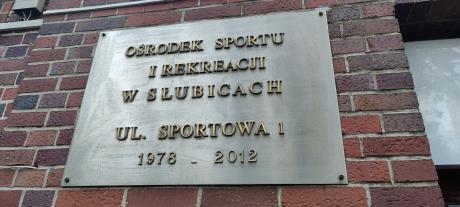 OŚRODEK SPORTU
I REKREACJI
W SŁUBICACH
UL. SPORTOWA 1
1978 - 2012